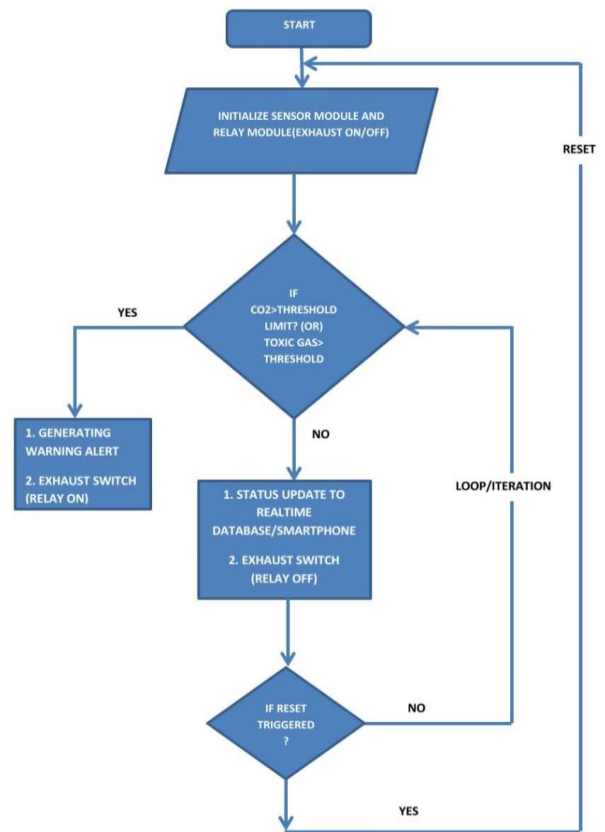 START
INITIALIZE SENSOR MODULE AND
RELAY MODULE(EXHAUST ON/OFF)
RESET
IF
CO2>THRESHOLD
LIMIT? (OR)
TOXIC GAS>
THRESHOLD
YES
1. GENERATING
WARNING ALERT
2. EXHAUST SWITCH
(RELAY ON)
NO
1. STATUS UPDATE TO
REALTIME
DATABASE/SMARTPHONE
2. EXHAUST SWITCH
(RELAY OFF)
LOOP/ITERATION
IF RESET
TRIGGERED
?
NO
YES